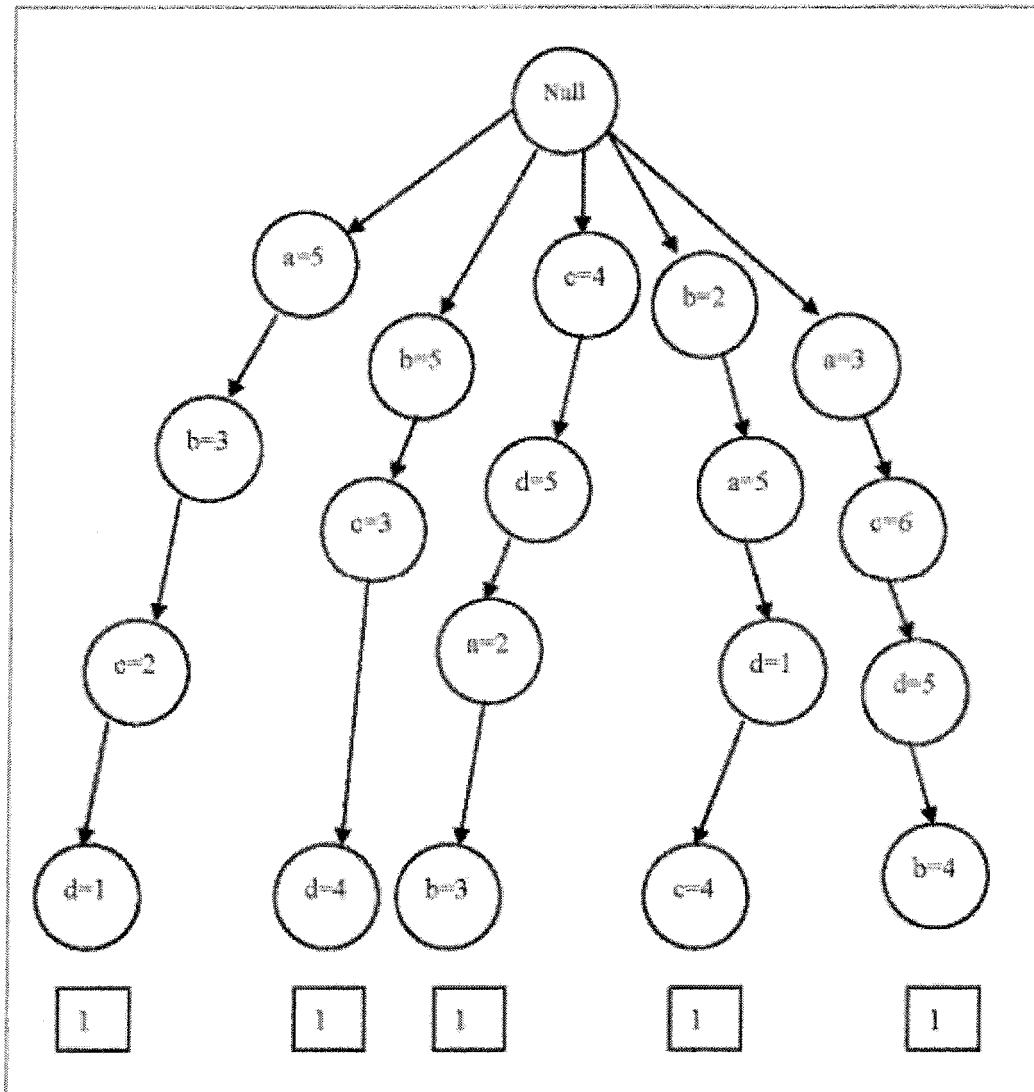 Null
a=5
b=3
c=2
d=1
1
b=5
c=3
d=4
1
c=4
d=5
a=2
b=3
1
b=2
a=5
d=1
c=4
1
a=3
c=6
d=5
b=4
1